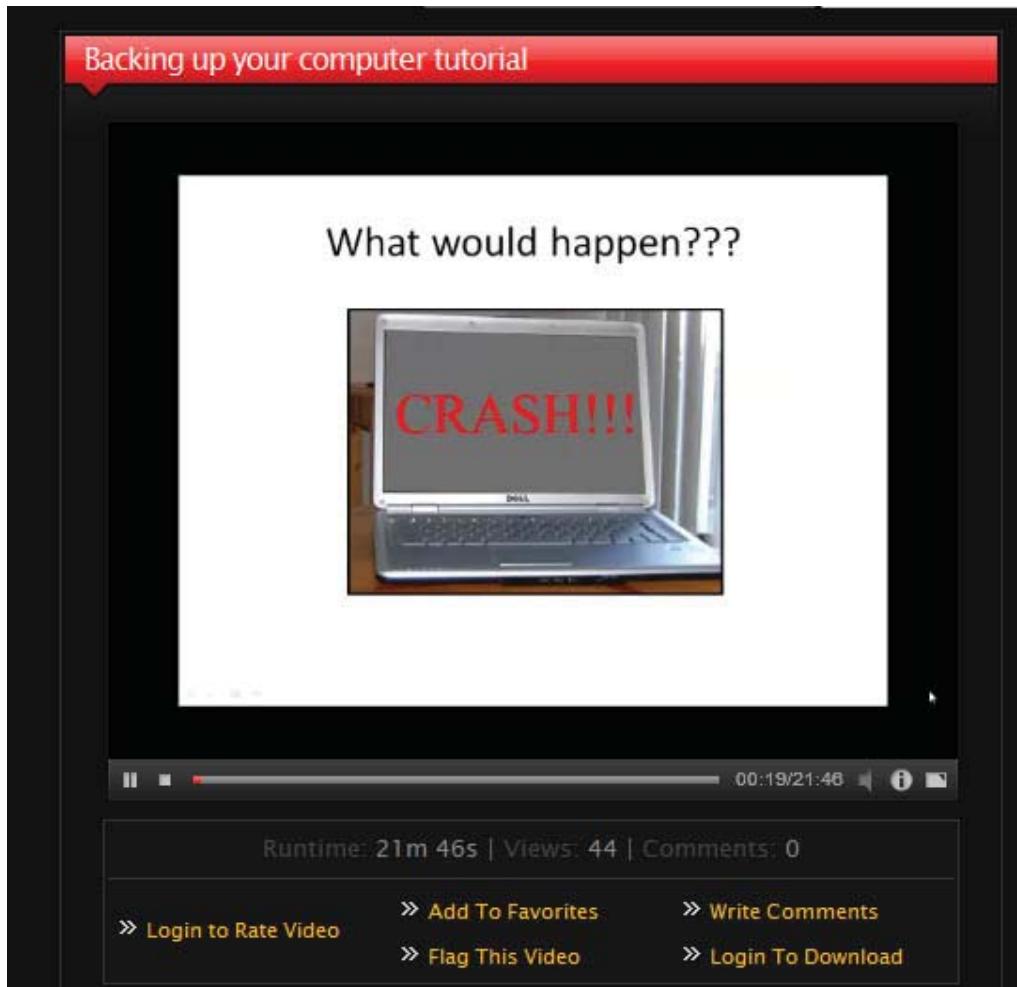 Backing up your computer tutorial
What would happen???
CRASH!!!
DELL
00:19/21:46
Runtime: 21m 46s | Views: 44 | Comments: 0
» Login to Rate Video
» Add To Favorites
» Write Comments
» Flag This Video
» Login To Download